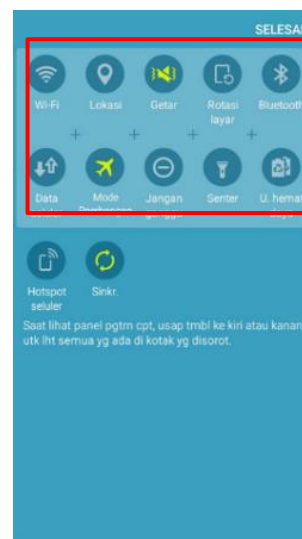 SELESAI
Wi-Fi Lokasi Getar Rotasi layar Bluetooth
Data Mode Jangan Senter U. hemat
Hotspot seluler Sinkr.
Saat lihat panel pgtrn cpt, usap tmbl ke kiri atau kanan
utk lht semua yg ada di kotak yg disorot.